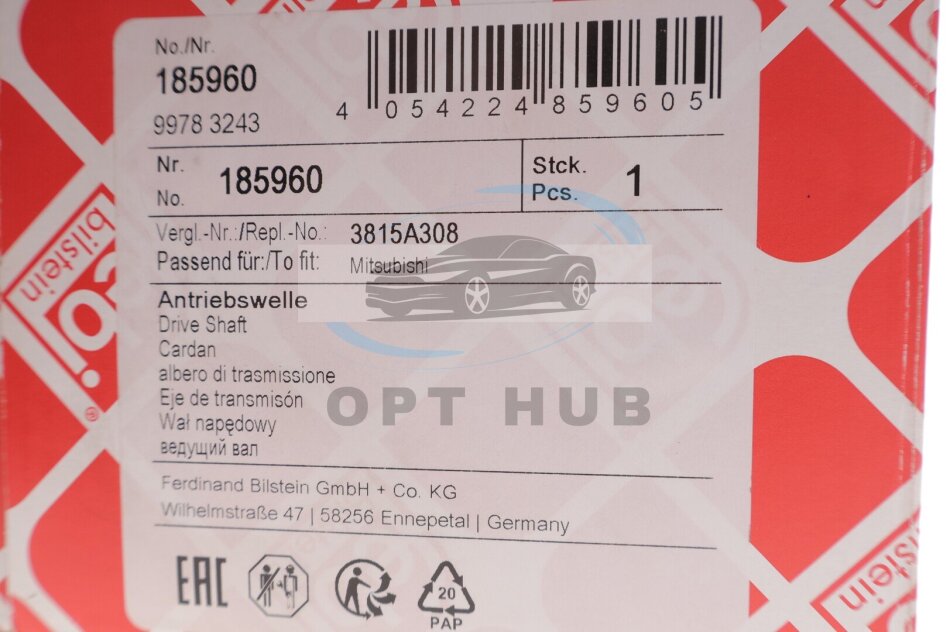 No./Nr.
185960
9978 3243
4 054224 859605
Nr.
No. 185960
Stck.
Pcs. 1
Vergl.-Nr.:/Repl.-No.: 3815A308
Passend für:/To fit: Mitsubishi
Antriebswelle
Drive Shaft
Cardan
albero di trasmissione
Eje de transmisón
Wał napędowy
ведущий вал
OPT HUB
Ferdinand Bilstein GmbH + Co. KG
Wilhelmstraße 47 | 58256 Ennepetal | Germany
EAC
20
PAP
bilstein
®
bilstein